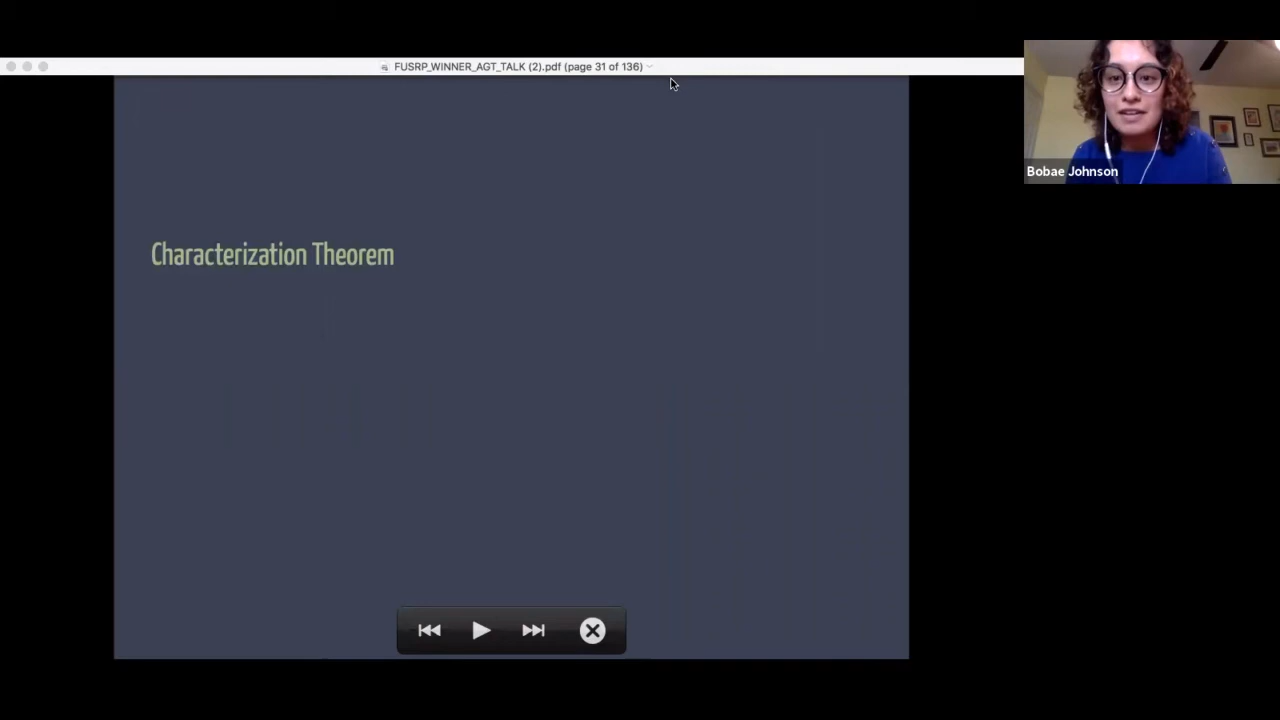 FUSRP_WINNER_AGT_TALK (2).pdf (page 31 of 136)
Bobae Johnson
Characterization Theorem